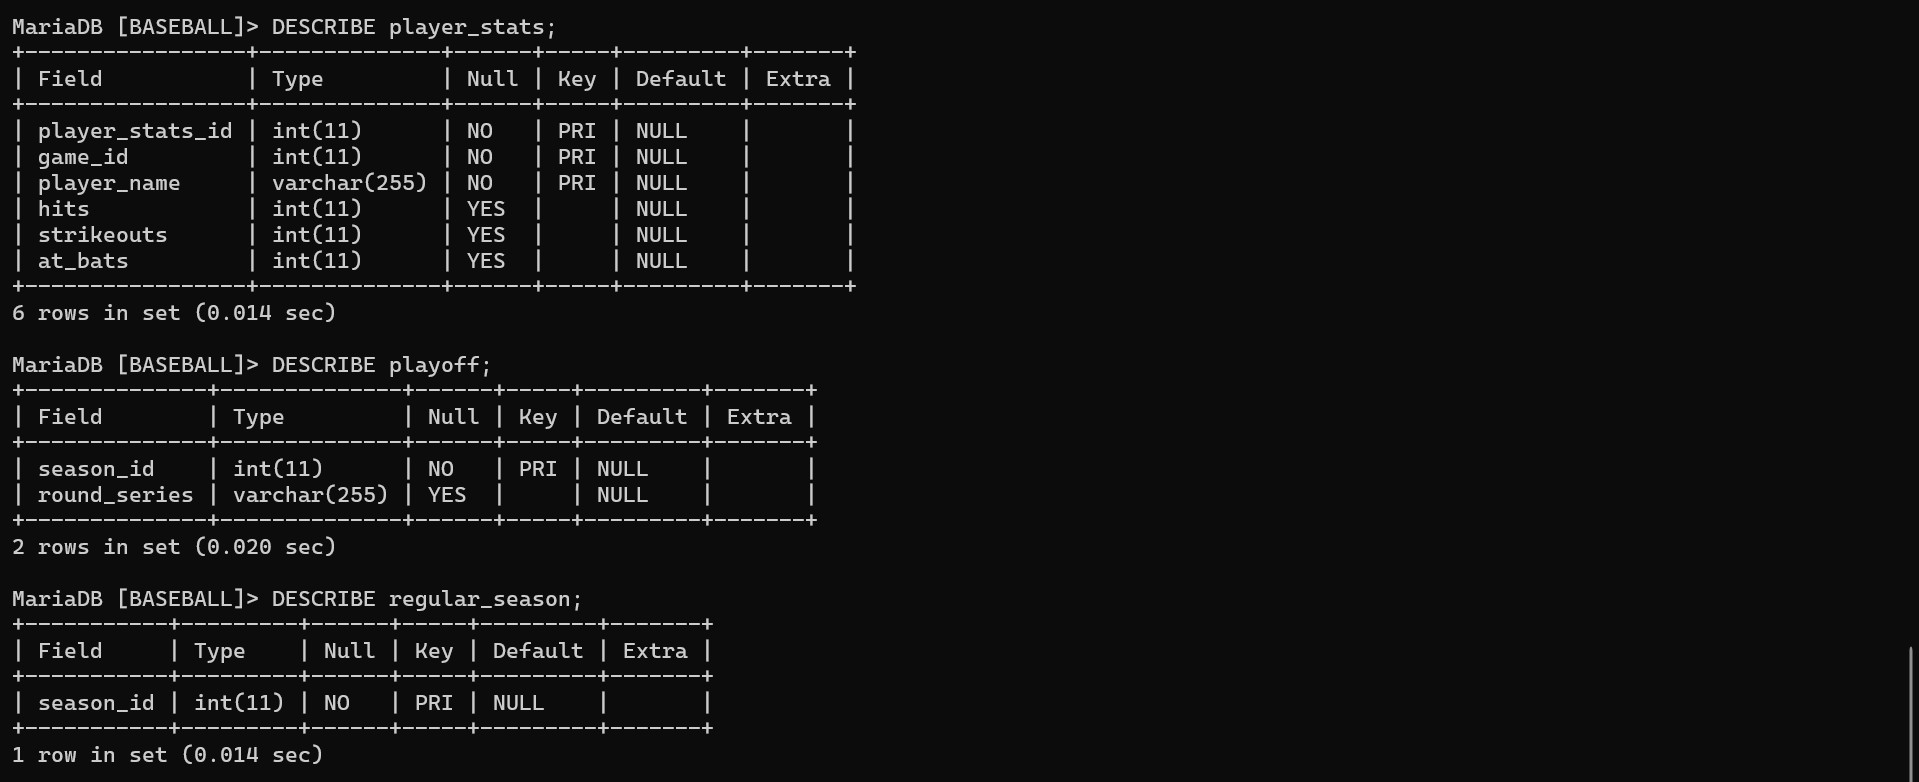 MariaDB [BASEBALL]> DESCRIBE player_stats;
+-----------------+--------------+------+-----+---------+-------+
| Field           | Type         | Null | Key | Default | Extra |
+-----------------+--------------+------+-----+---------+-------+
| player_stats_id | int(11)      | NO   | PRI | NULL    |       |
| game_id         | int(11)      | NO   | PRI | NULL    |       |
| player_name     | varchar(255) | NO   | PRI | NULL    |       |
| hits            | int(11)      | YES  |     | NULL    |       |
| strikeouts      | int(11)      | YES  |     | NULL    |       |
| at_bats         | int(11)      | YES  |     | NULL    |       |
+-----------------+--------------+------+-----+---------+-------+
6 rows in set (0.014 sec)

MariaDB [BASEBALL]> DESCRIBE playoff;
+--------------+--------------+------+-----+---------+-------+
| Field        | Type         | Null | Key | Default | Extra |
+--------------+--------------+------+-----+---------+-------+
| season_id    | int(11)      | NO   | PRI | NULL    |       |
| round_series | varchar(255) | YES  |     | NULL    |       |
+--------------+--------------+------+-----+---------+-------+
2 rows in set (0.020 sec)

MariaDB [BASEBALL]> DESCRIBE regular_season;
+-----------+---------+------+-----+---------+-------+
| Field     | Type    | Null | Key | Default | Extra |
+-----------+---------+------+-----+---------+-------+
| season_id | int(11) | NO   | PRI | NULL    |       |
+-----------+---------+------+-----+---------+-------+
1 row in set (0.014 sec)